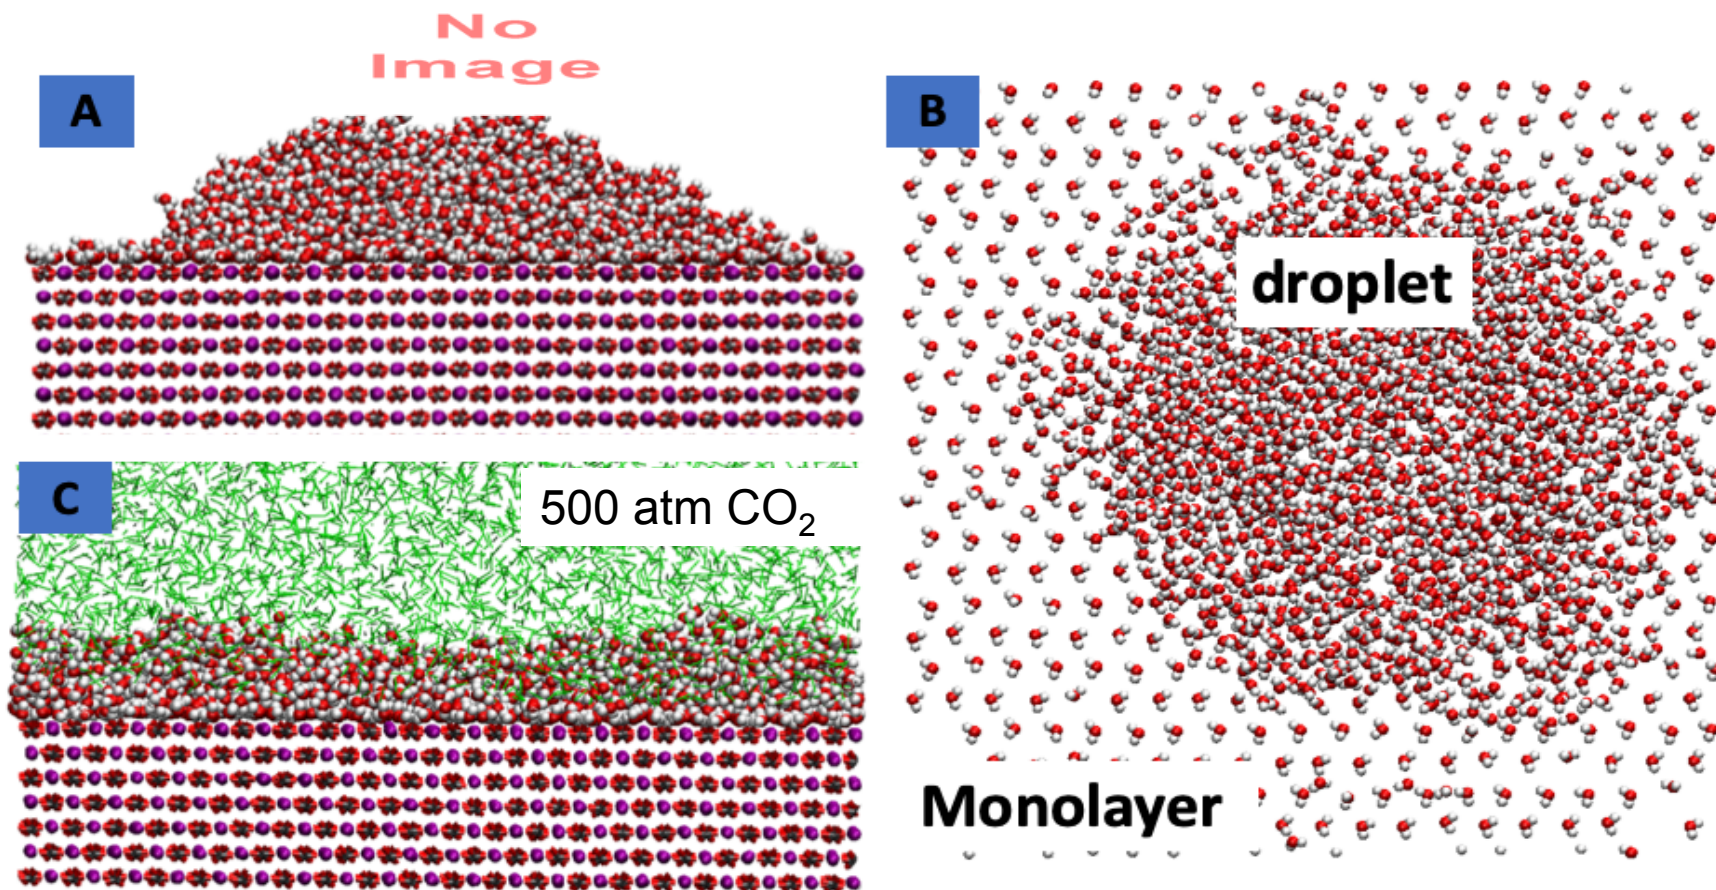 No
Image
A
B
droplet
C
500 atm CO₂
Monolayer